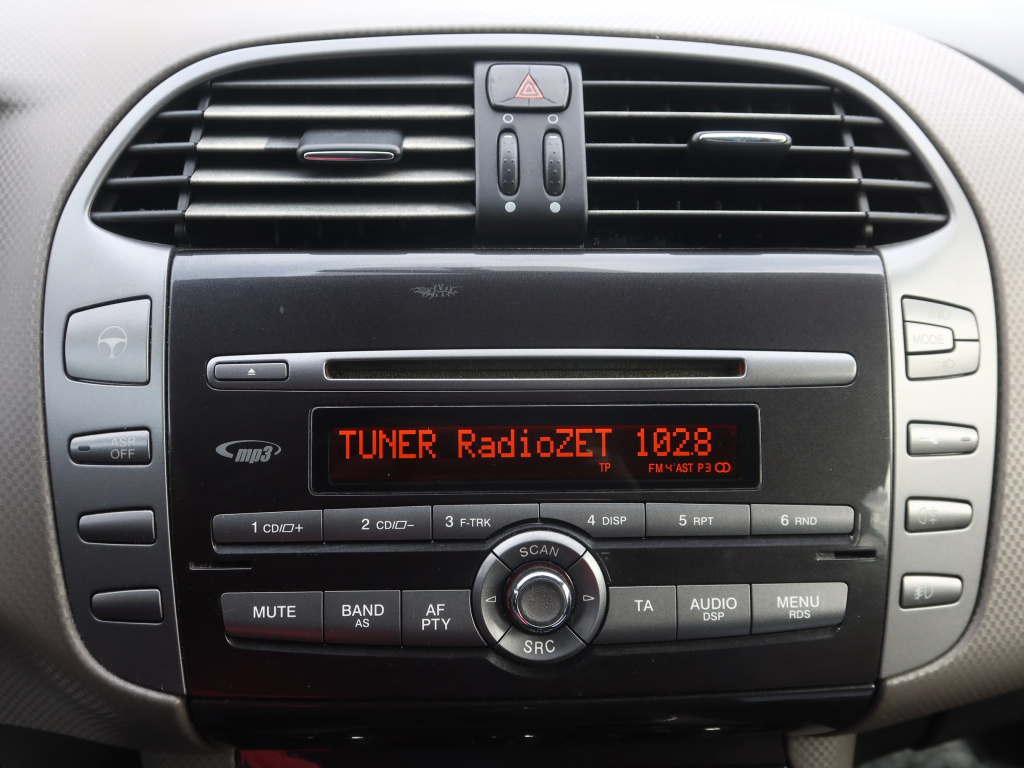 MODE
ASR
OFF
TUNER RadioZET 1028
TP FM AST P3
mp3
1 CD/▱+ 2 CD/▱− 3 F-TRK 4 DISP 5 RPT 6 RND
SCAN
MUTE BAND AF TA AUDIO MENU
AS PTY DSP RDS
SRC